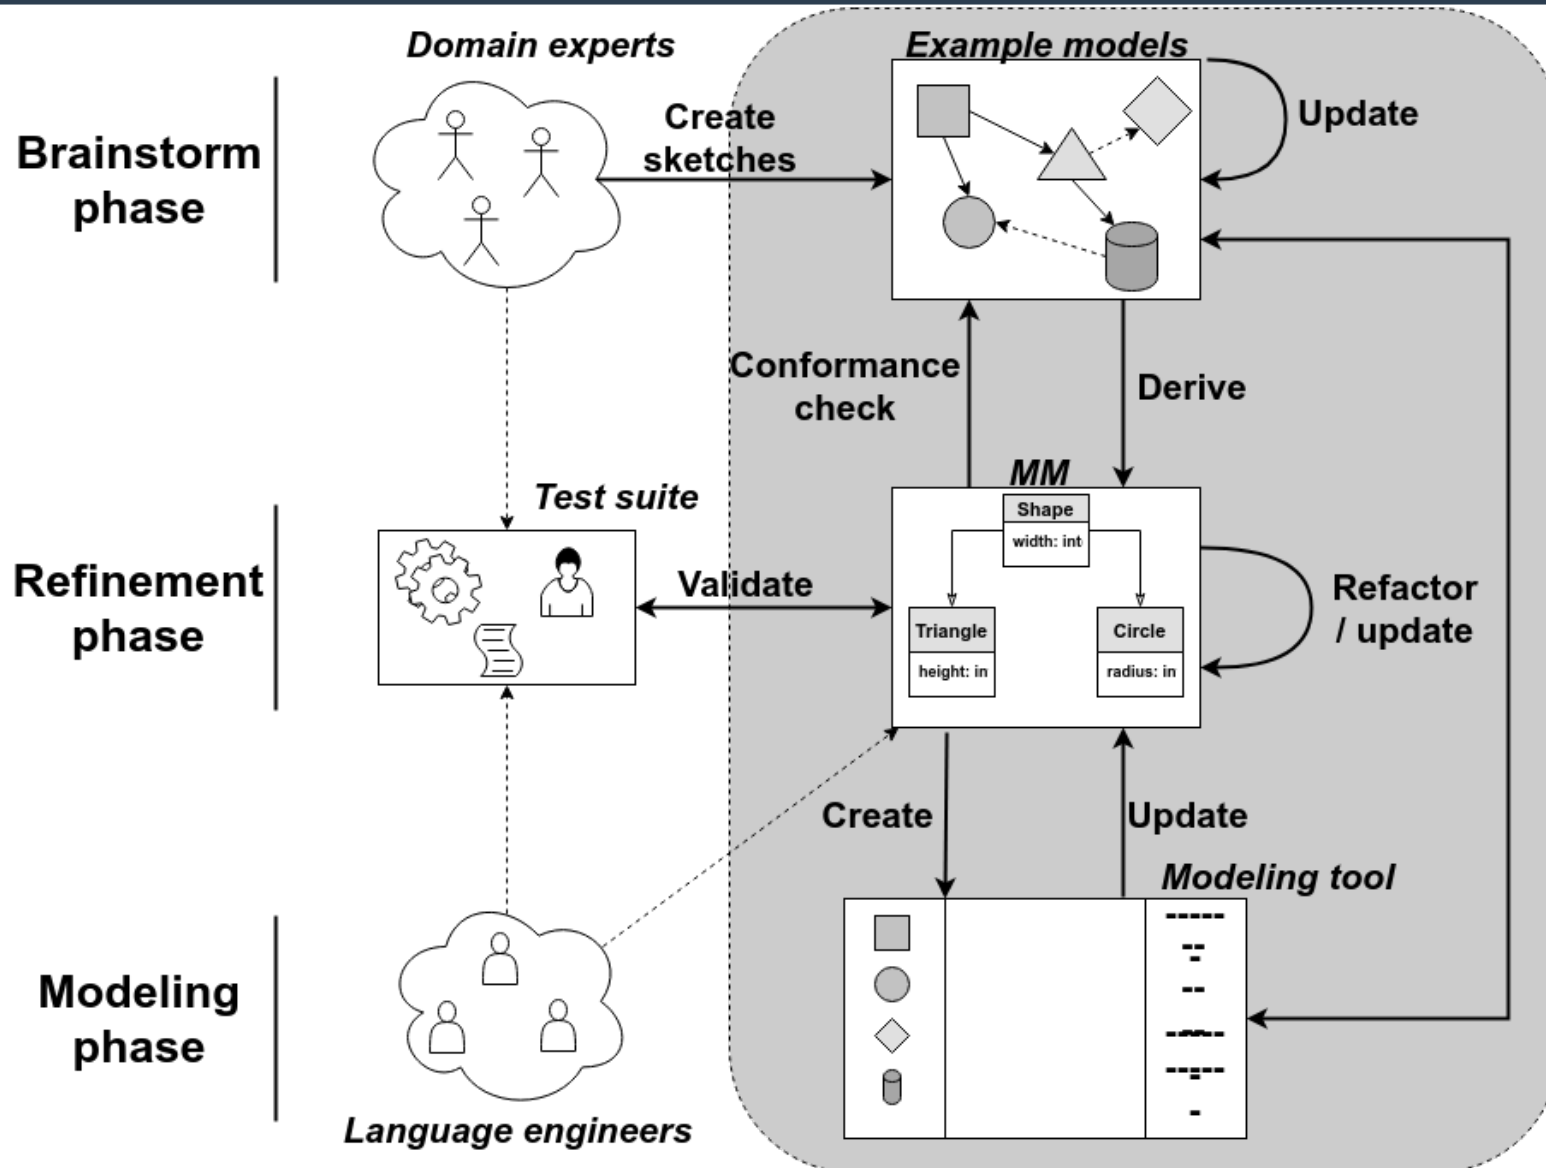 Domain experts
Example models
Brainstorm
phase
Create
sketches
Update
Conformance
check
Derive
MM
Test suite
Shape
width: int
Refinement
phase
Validate
Triangle
height: in
Circle
radius: in
Refactor
/ update
Create
Update
Modeling tool
Modeling
phase
Language engineers